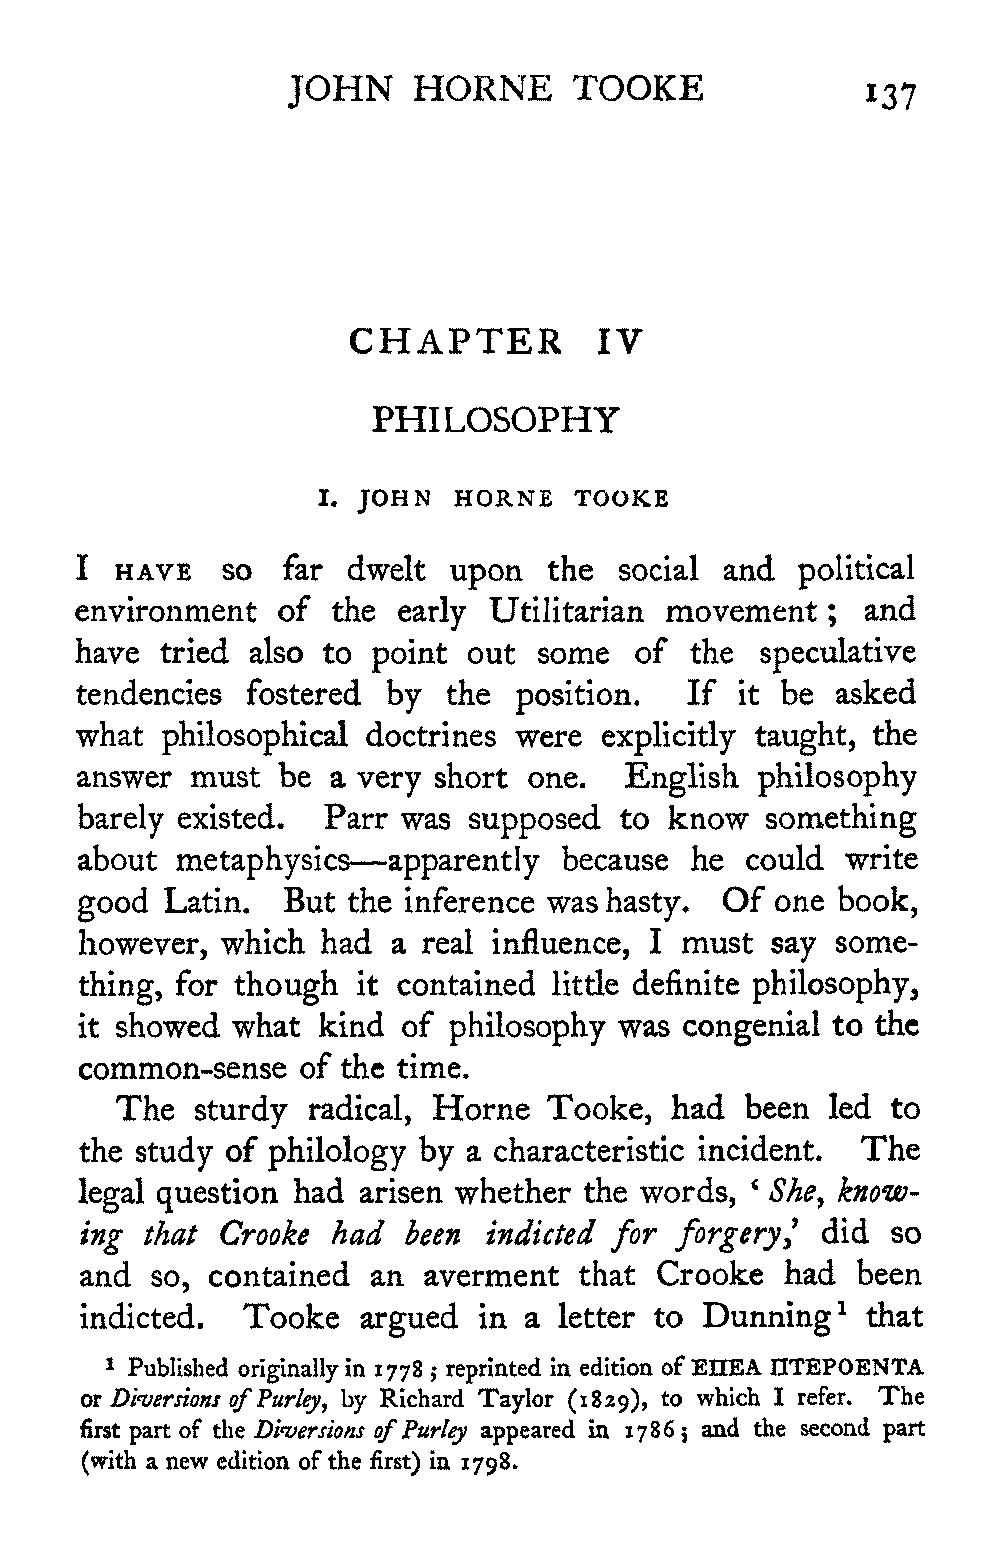 JOHN HORNE TOOKE 137
CHAPTER IV
PHILOSOPHY
I. JOHN HORNE TOOKE
I HAVE so far dwelt upon the social and political
environment of the early Utilitarian movement ; and
have tried also to point out some of the speculative
tendencies fostered by the position. If it be asked
what philosophical doctrines were explicitly taught, the
answer must be a very short one. English philosophy
barely existed. Parr was supposed to know something
about metaphysics—apparently because he could write
good Latin. But the inference was hasty. Of one book,
however, which had a real influence, I must say some-
thing, for though it contained little definite philosophy,
it showed what kind of philosophy was congenial to the
common-sense of the time.
The sturdy radical, Horne Tooke, had been led to
the study of philology by a characteristic incident. The
legal question had arisen whether the words, ‘ She, know-
ing that Crooke had been indicted for forgery,’ did so
and so, contained an averment that Crooke had been
indicted. Tooke argued in a letter to Dunning¹ that
¹ Published originally in 1778 ; reprinted in edition of ΕΠΕΑ ΠΤΕΡΟΕΝΤΑ
or Diversions of Purley, by Richard Taylor (1829), to which I refer. The
first part of the Diversions of Purley appeared in 1786 ; and the second part
(with a new edition of the first) in 1798.